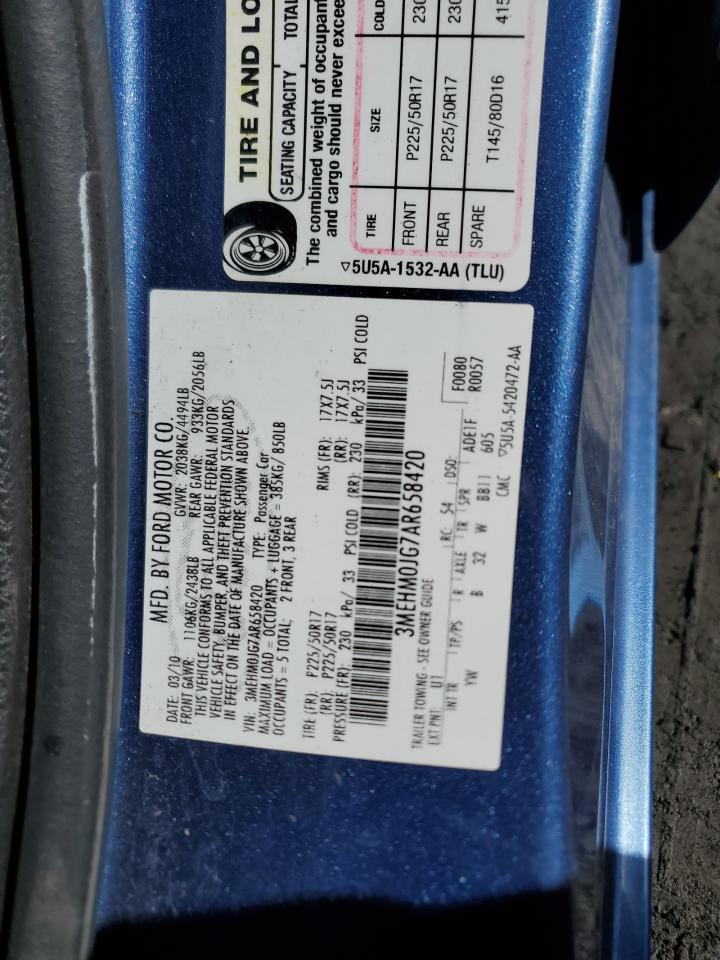 MFD. BY FORD MOTOR CO.
DATE: 03/10 GVWR: 2038KG/4494LB
FRONT GAWR: 1106KG/2438LB REAR GAWR: 933KG/2056LB
THIS VEHICLE CONFORMS TO ALL APPLICABLE FEDERAL MOTOR
VEHICLE SAFETY, BUMPER, AND THEFT PREVENTION STANDARDS
IN EFFECT ON THE DATE OF MANUFACTURE SHOWN ABOVE.
VIN: 3MEHM0JG7AR658420 TYPE: Passenger Car
MAXIMUM LOAD = OCCUPANTS + LUGGAGE = 385KG/ 850LB
OCCUPANTS = 5 TOTAL: 2 FRONT, 3 REAR
TIRE (FR): P225/50R17 RIMS (FR): 17X7.5J
(RR): P225/50R17 (RR): 17X7.5J
PRESSURE (FR): 230 kPa/ 33 PSI COLD (RR): 230 kPa/ 33 PSI COLD
3MEHM0JG7AR658420
F0080
R0057
TRAILER TOWING - SEE OWNER GUIDE
EXT PNT: U1 RC: 54 DSO: ADE1F
INT TR TP/PS R AXLE TR SPR 605
YW B 32 W BB11
CMC ▽5U5A-5420472-AA
TIRE AND LO
SEATING CAPACITY TOTAL
The combined weight of occupant
and cargo should never excee
TIRE SIZE COLD
FRONT P225/50R17 230
REAR P225/50R17 230
SPARE T145/80D16 415
▽5U5A-1532-AA (TLU)